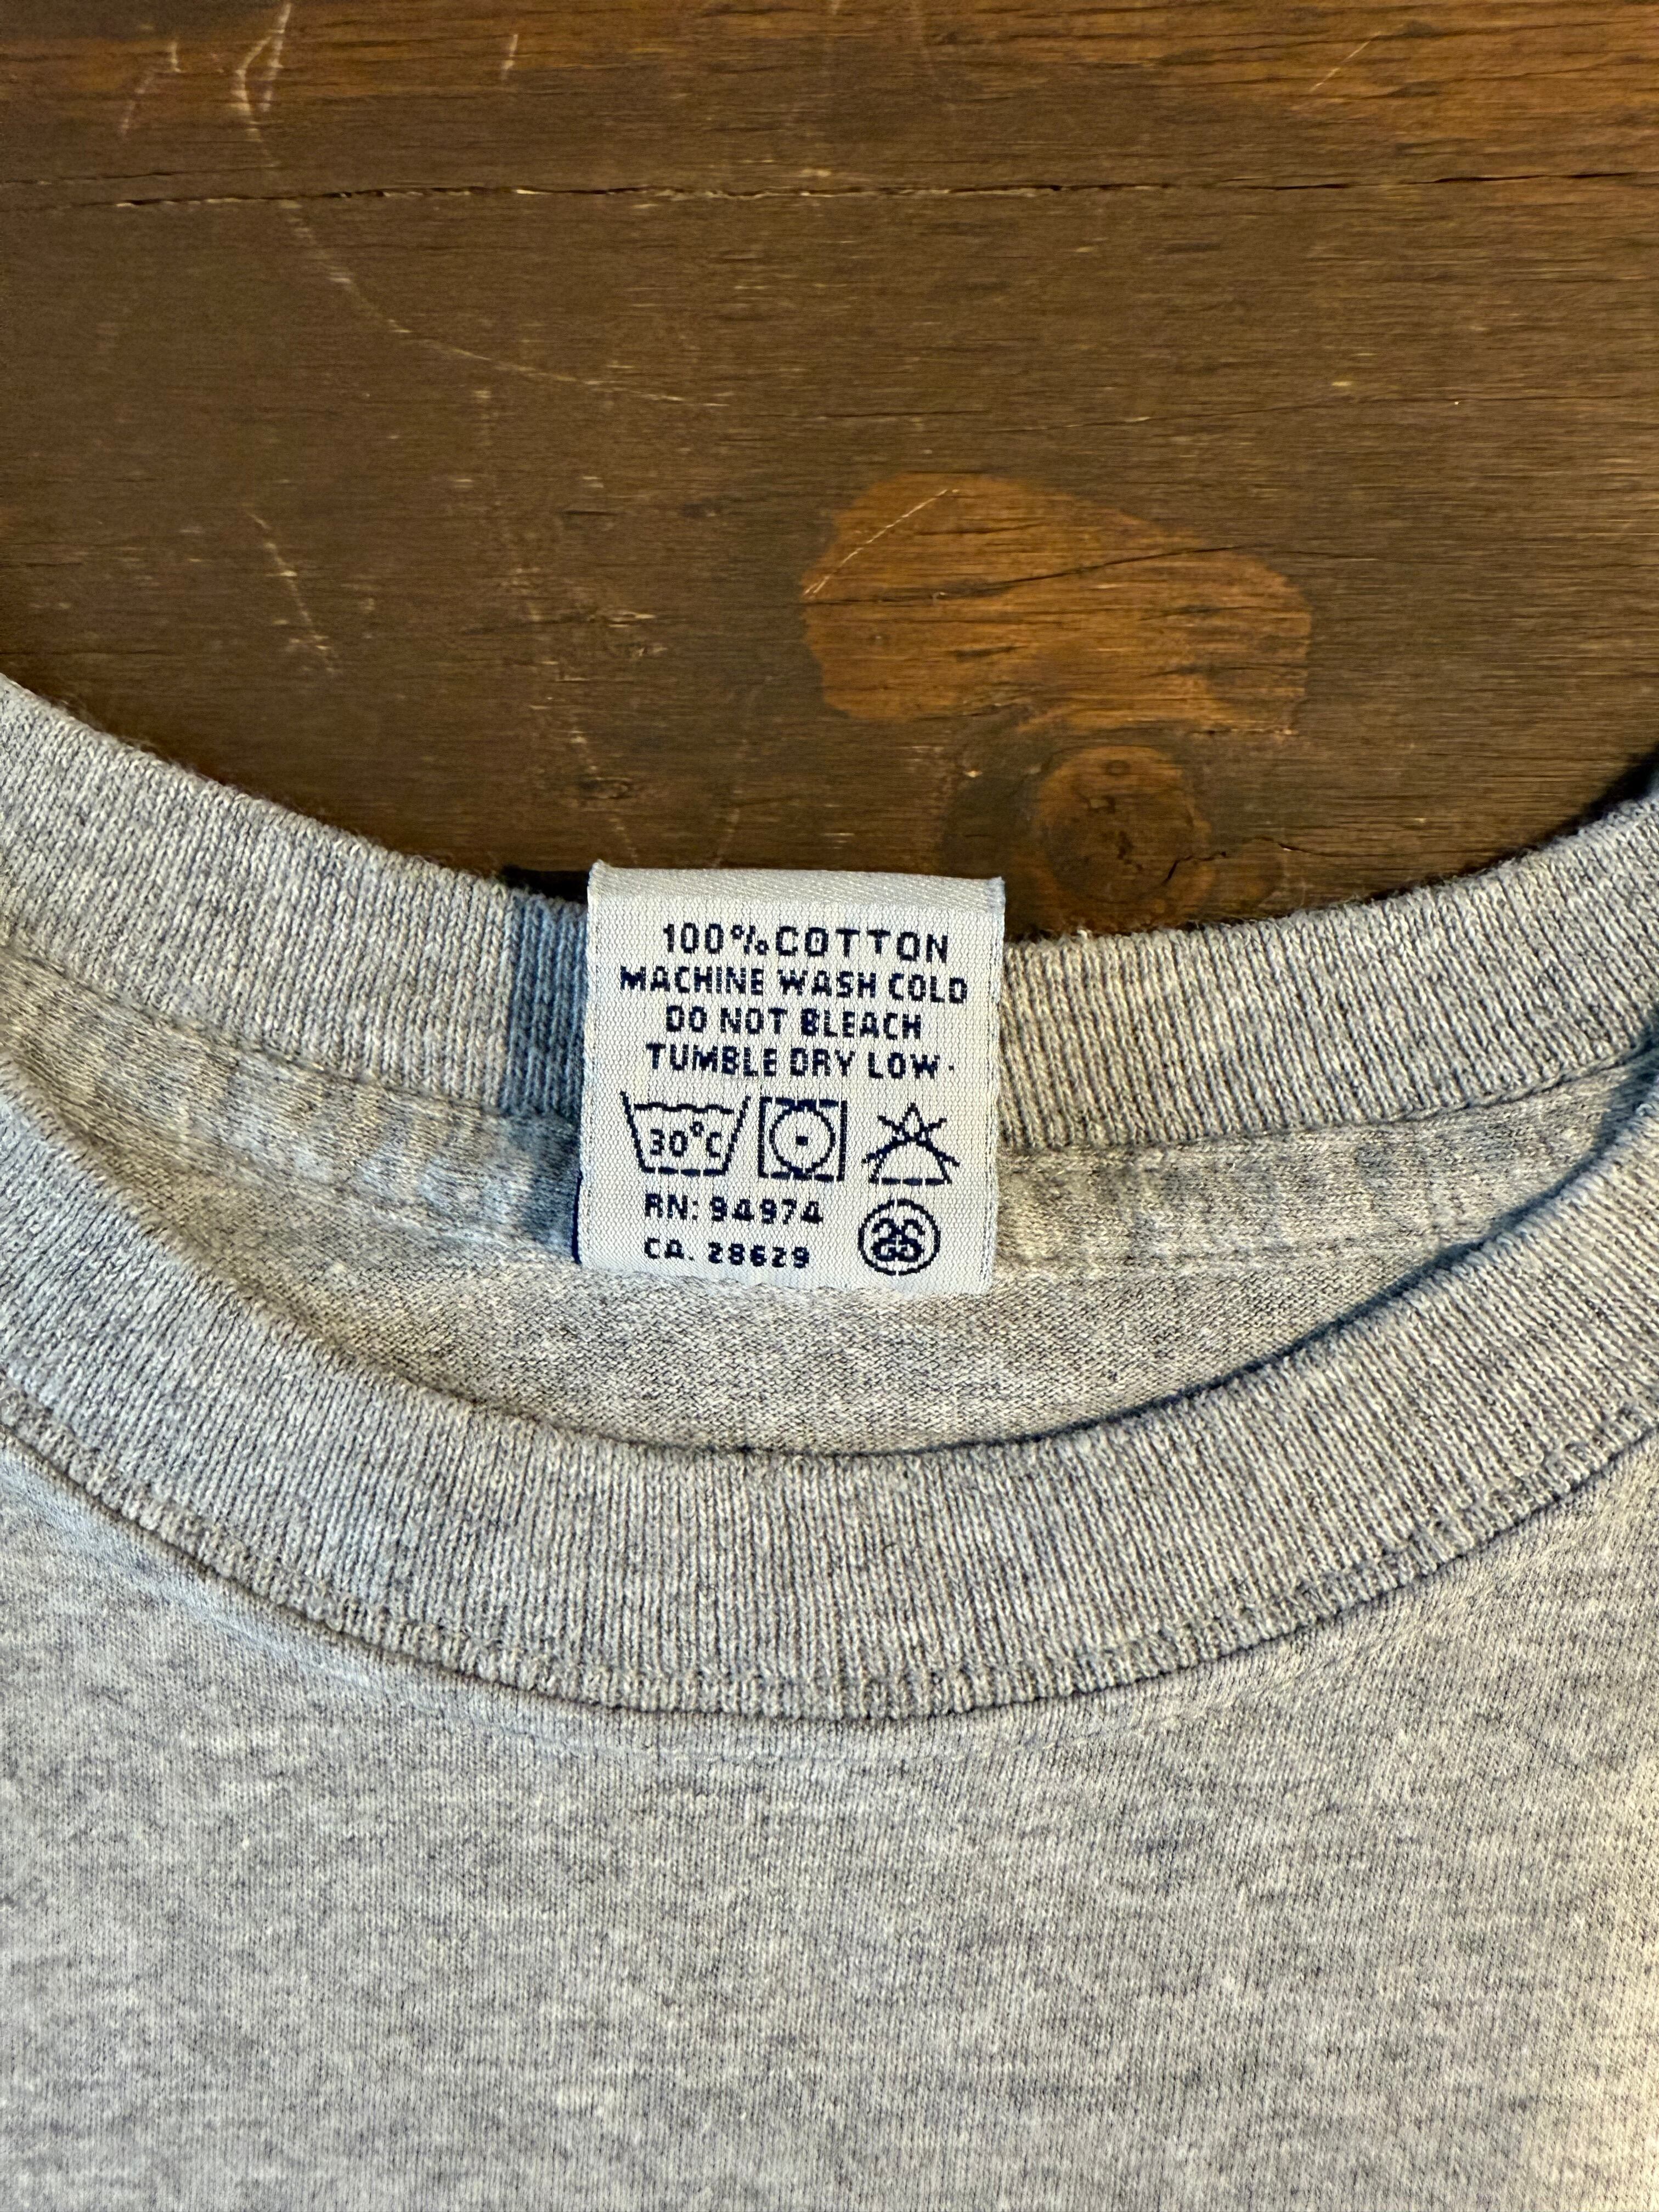 100% COTTON
MACHINE WASH COLD
DO NOT BLEACH
TUMBLE DRY LOW.
30°C
RN: 94974
CA. 28629